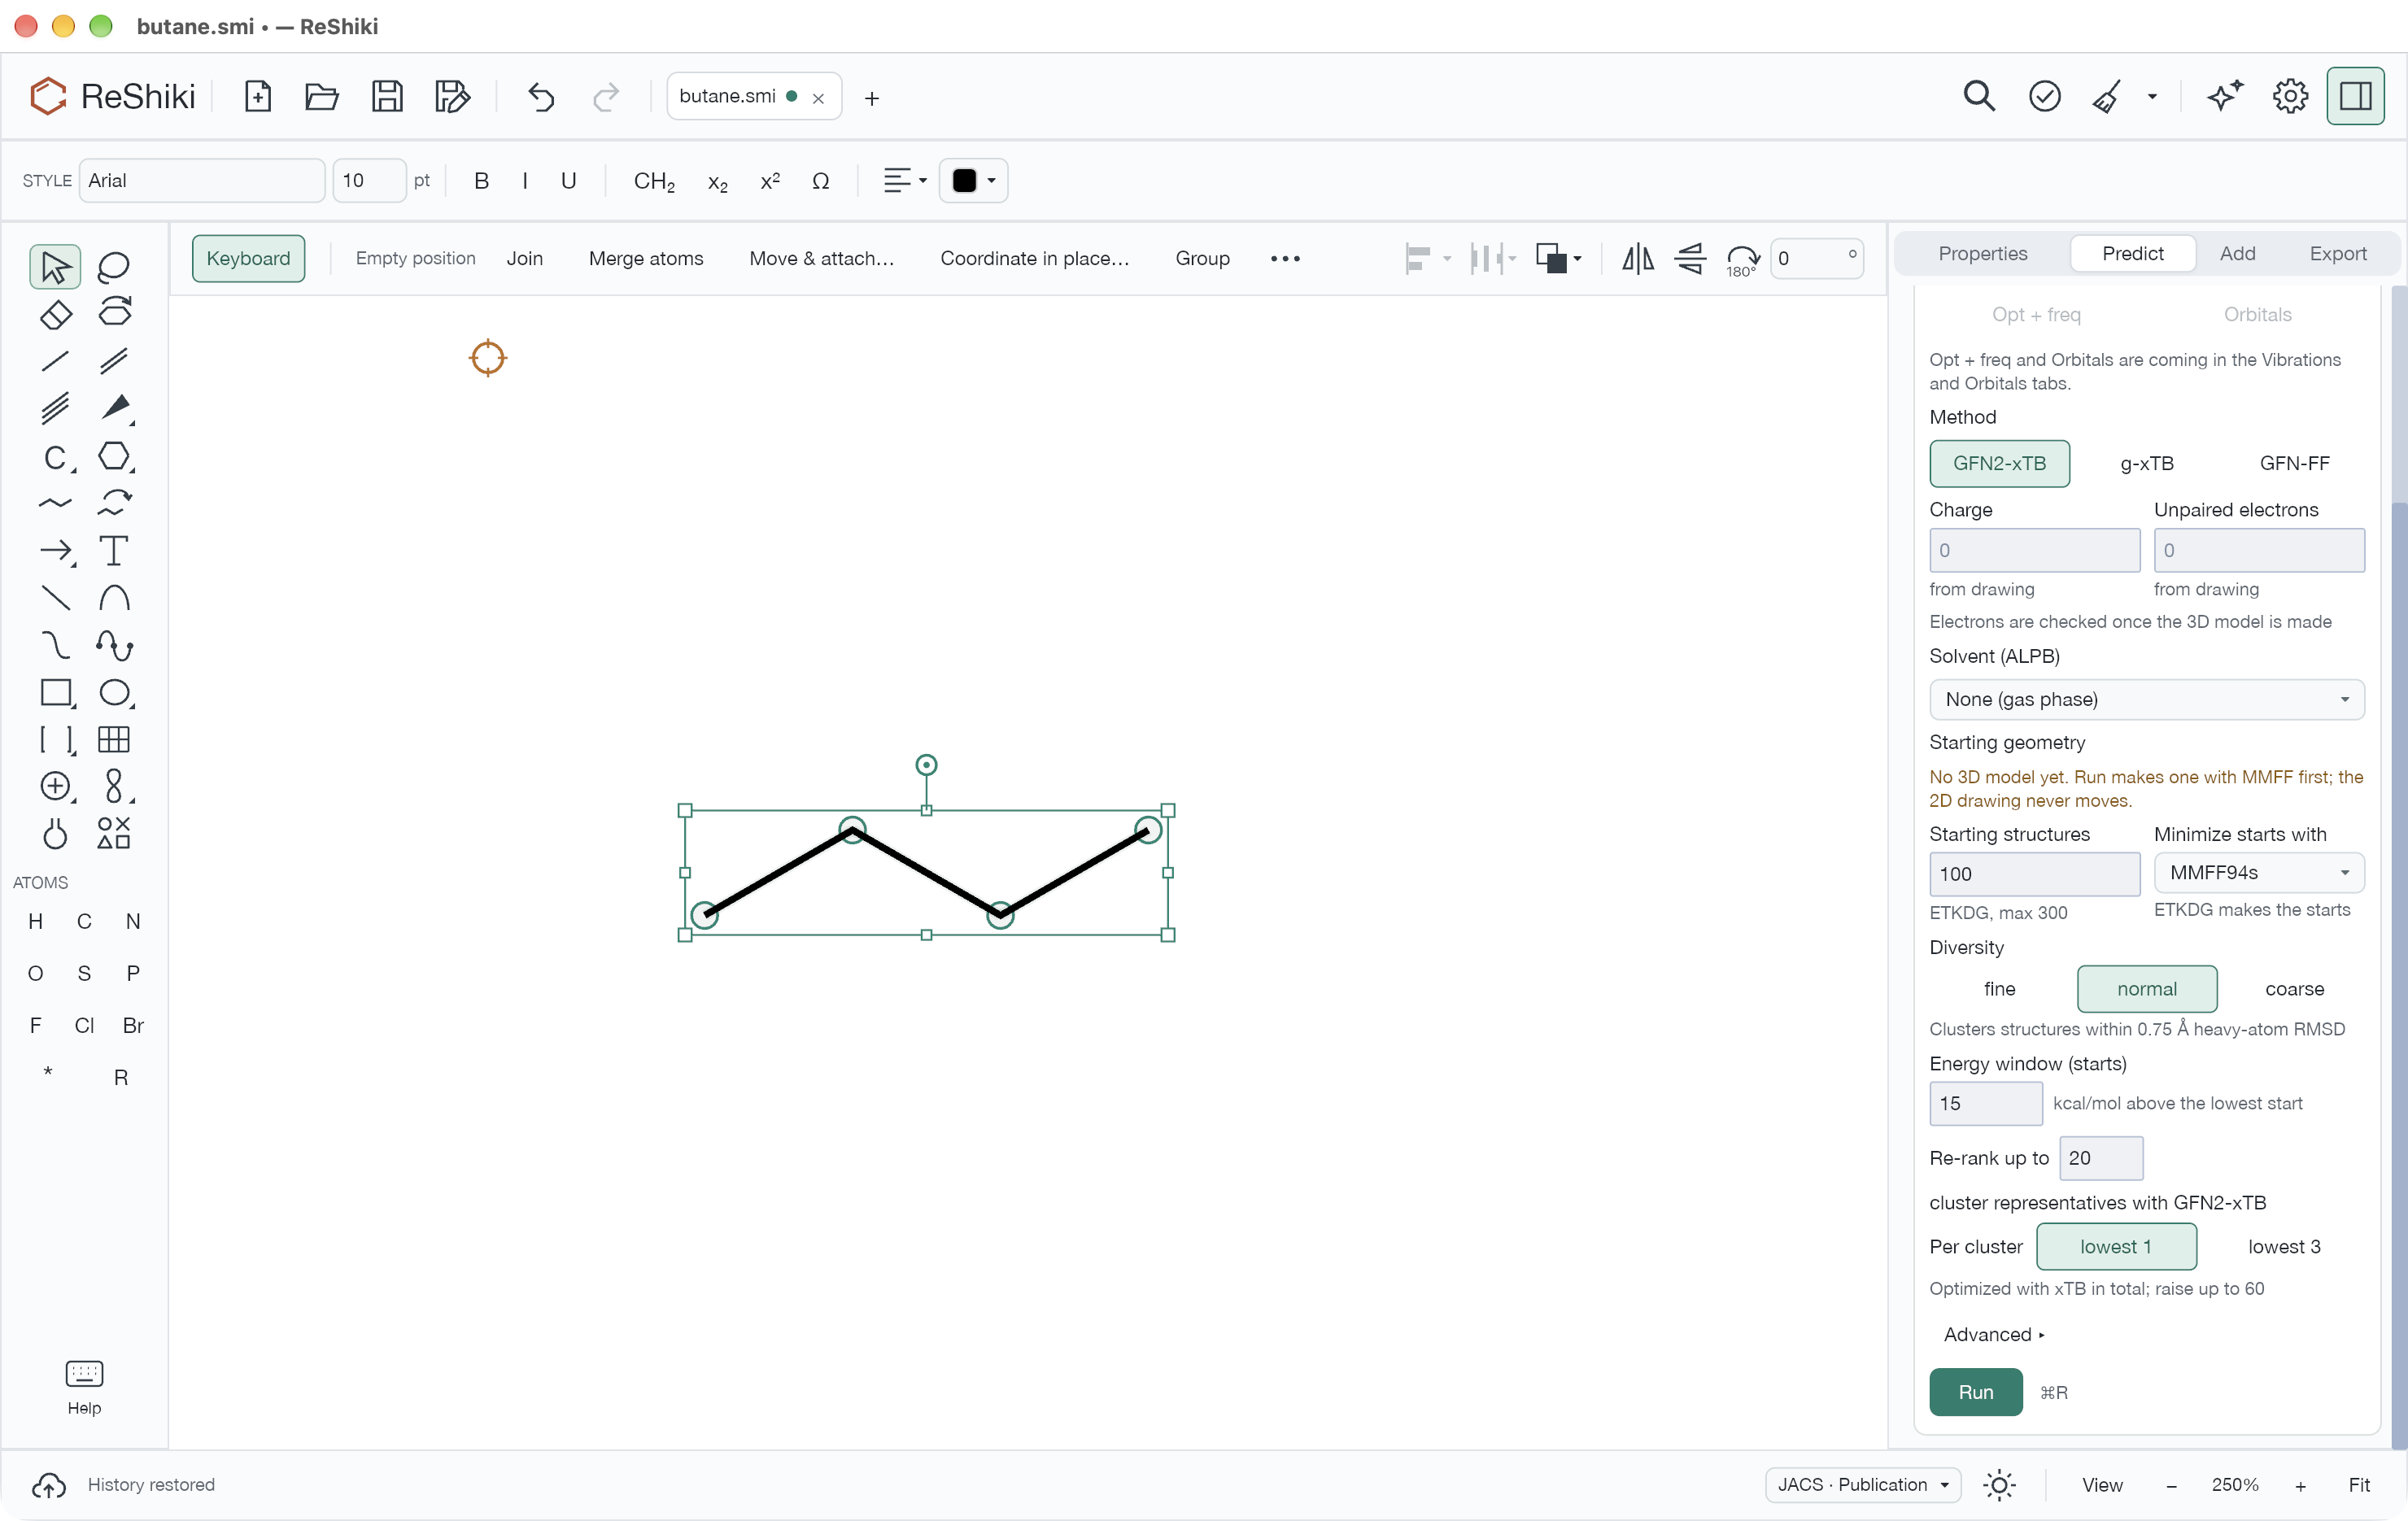 butane.smi • — ReShiki
ReShiki
butane.smi
STYLE Arial 10 pt B I U CH₂ x₂ x² Ω
Keyboard Empty position Join Merge atoms Move & attach... Coordinate in place... Group 180° 0 °
Properties Predict Add Export
Opt + freq Orbitals
Opt + freq and Orbitals are coming in the Vibrations
and Orbitals tabs.
Method
GFN2-xTB g-xTB GFN-FF
Charge Unpaired electrons
0 0
from drawing from drawing
Electrons are checked once the 3D model is made
Solvent (ALPB)
None (gas phase)
Starting geometry
No 3D model yet. Run makes one with MMFF first; the
2D drawing never moves.
Starting structures Minimize starts with
100 MMFF94s
ETKDG, max 300 ETKDG makes the starts
Diversity
fine normal coarse
Clusters structures within 0.75 Å heavy-atom RMSD
Energy window (starts)
15 kcal/mol above the lowest start
Re-rank up to 20
cluster representatives with GFN2-xTB
Per cluster lowest 1 lowest 3
Optimized with xTB in total; raise up to 60
Advanced
Run ⌘R
C
T
ATOMS
H C N
O S P
F Cl Br
* R
Help
History restored
JACS · Publication View − 250% + Fit